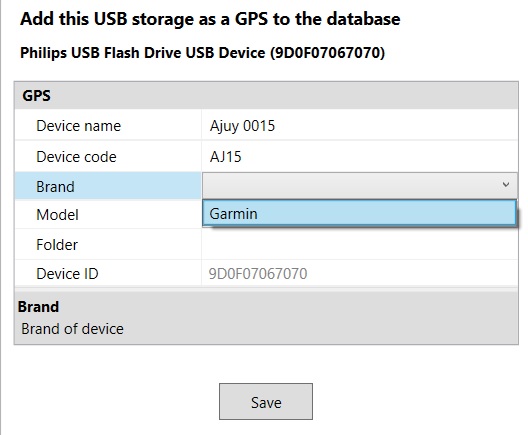 Add this USB storage as a GPS to the database
Philips USB Flash Drive USB Device (9D0F07067070)
GPS
Device name Ajuy 0015
Device code AJ15
Brand
Model Garmin
Folder
Device ID 9D0F07067070
Brand
Brand of device
Save